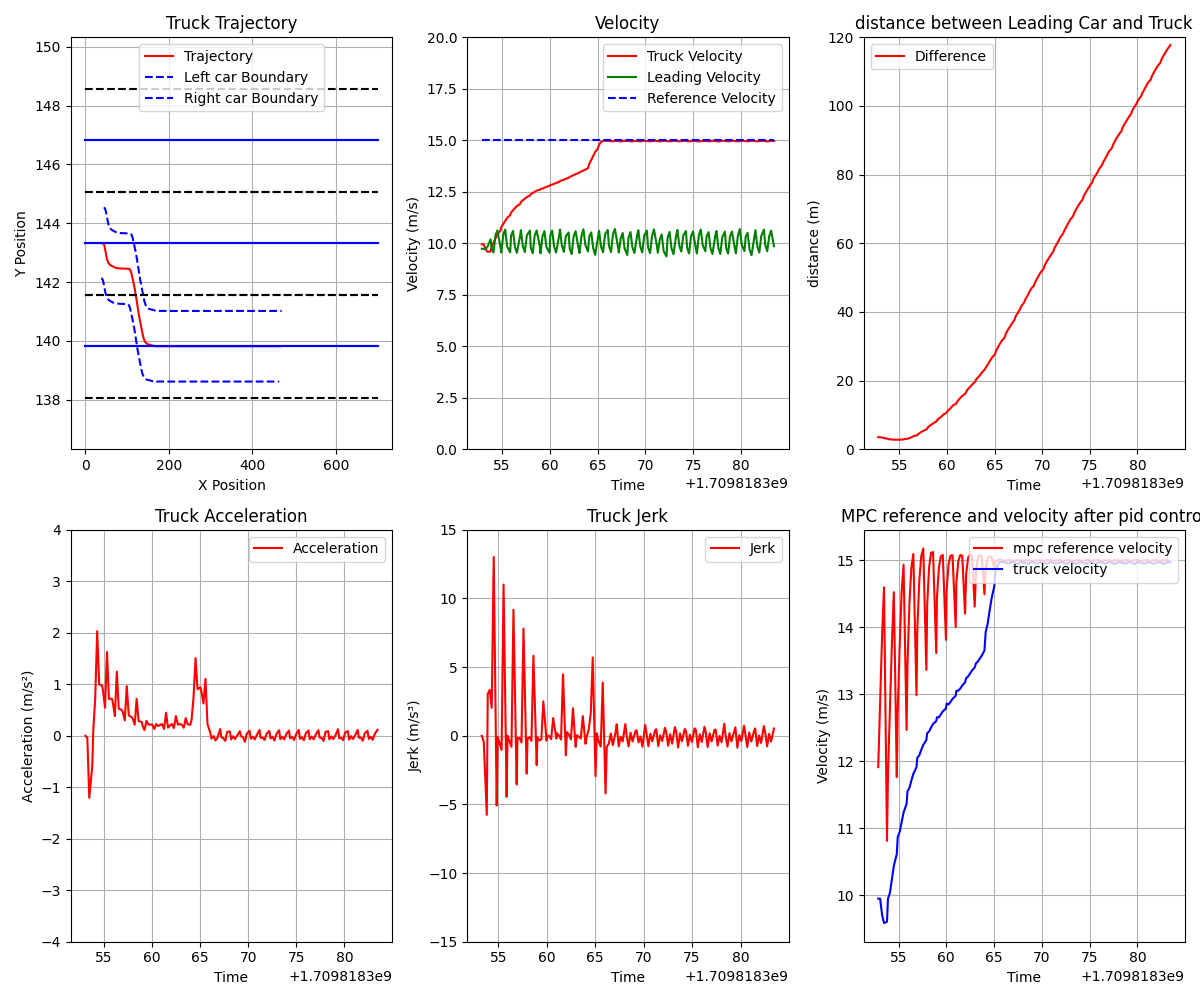 Truck Trajectory
Trajectory
Left car Boundary
Right car Boundary
Y Position
150
148
146
144
142
140
138
0
200
400
600
X Position
Velocity
Truck Velocity
Leading Velocity
Reference Velocity
Velocity (m/s)
20.0
17.5
15.0
12.5
10.0
7.5
5.0
2.5
0.0
55
60
65
70
75
80
Time
+1.7098183e9
distance between Leading Car and Truck
Difference
distance (m)
120
100
80
60
40
20
0
55
60
65
70
75
80
Time
+1.7098183e9
Truck Acceleration
Acceleration
Acceleration (m/s²)
4
3
2
1
0
−1
−2
−3
−4
55
60
65
70
75
80
Time
+1.7098183e9
Truck Jerk
Jerk
Jerk (m/s³)
15
10
5
0
−5
−10
−15
55
60
65
70
75
80
Time
+1.7098183e9
MPC reference and velocity after pid contro
mpc reference velocity
truck velocity
Velocity (m/s)
15
14
13
12
11
10
55
60
65
70
75
80
Time
+1.7098183e9